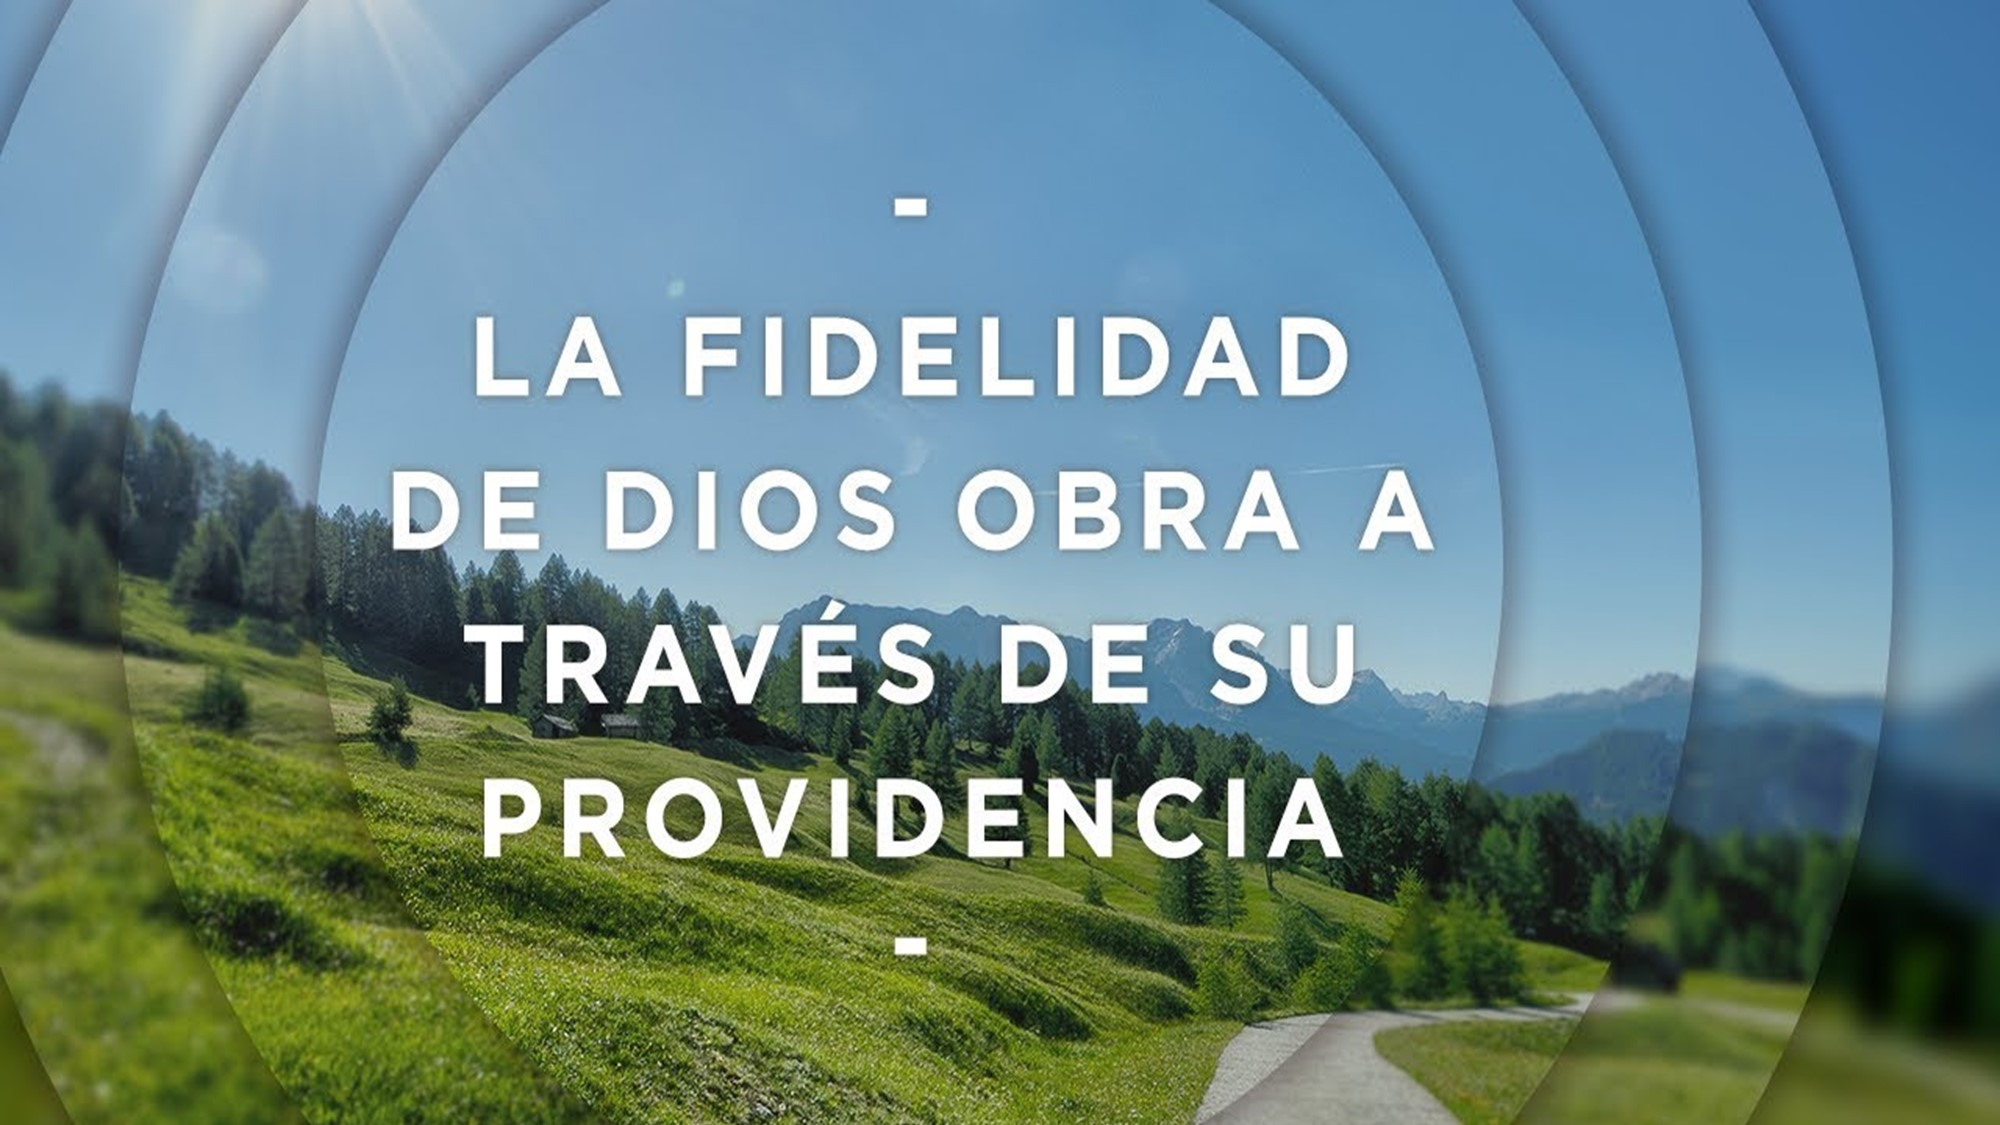 -
LA FIDELIDAD
DE DIOS OBRA A
TRAVÉS DE SU
PROVIDENCIA
-